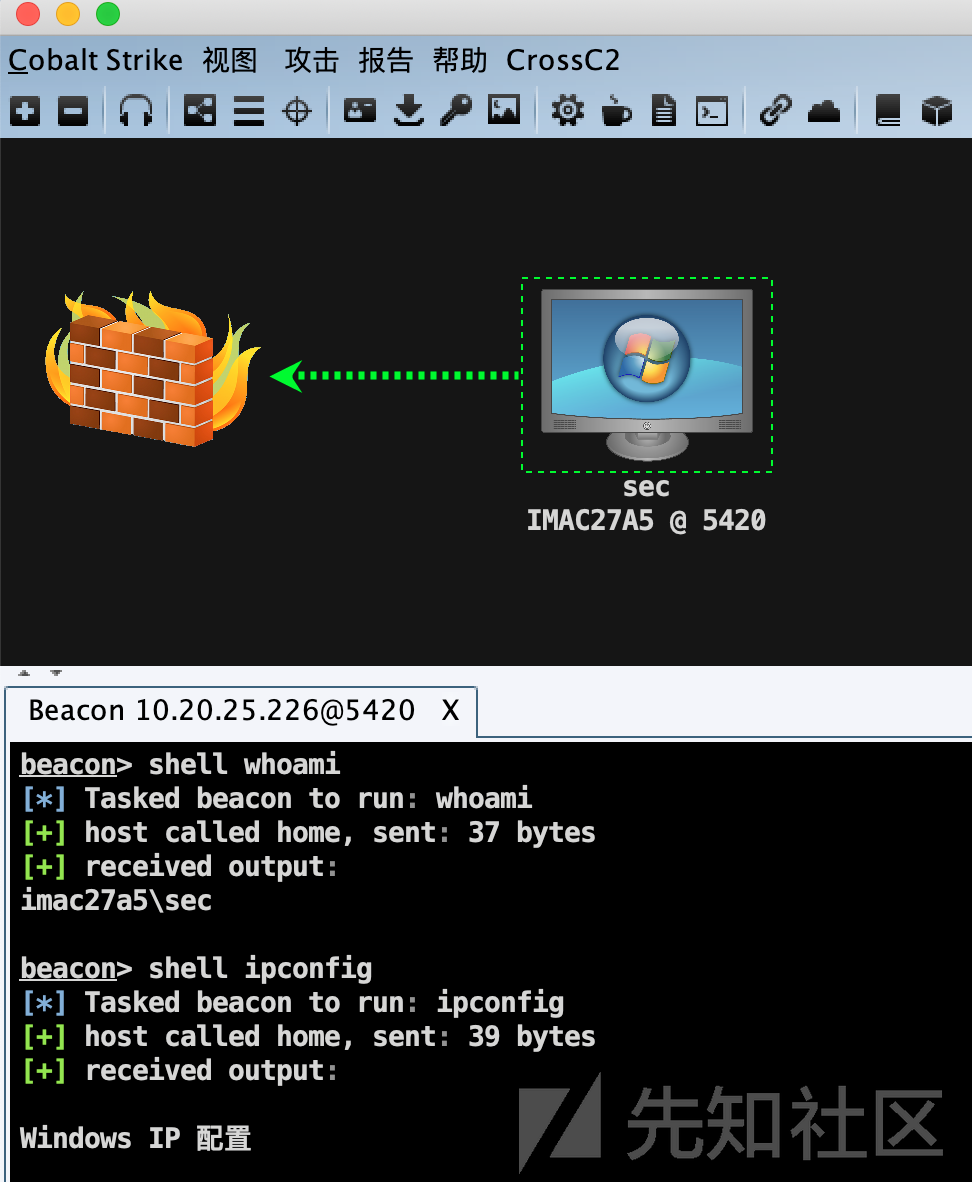 Cobalt Strike 视图 攻击 报告 帮助 CrossC2
sec
IMAC27A5 @ 5420
Beacon 10.20.25.226@5420 X
beacon> shell whoami
[*] Tasked beacon to run: whoami
[+] host called home, sent: 37 bytes
[+] received output:
imac27a5\sec
beacon> shell ipconfig
[*] Tasked beacon to run: ipconfig
[+] host called home, sent: 39 bytes
[+] received output:
Windows IP 配置
先知社区